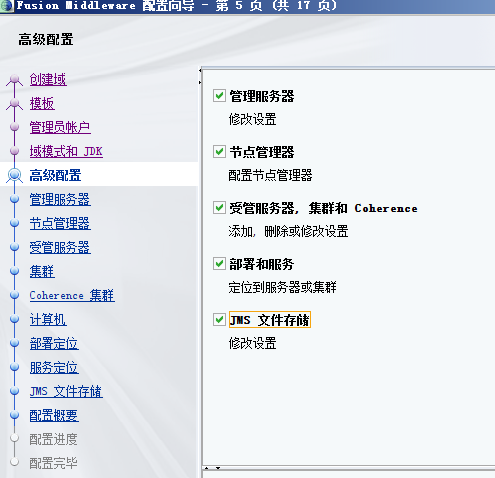 Fusion Middleware 配置向导 - 第 5 页 (共 17 页)
高级配置
创建域
模板
管理员帐户
域模式和 JDK
高级配置
管理服务器
节点管理器
受管服务器
集群
Coherence 集群
计算机
部署定位
服务定位
JMS 文件存储
配置概要
配置进度
配置完毕
管理服务器
修改设置
节点管理器
配置节点管理器
受管服务器, 集群和 Coherence
添加, 删除或修改设置
部署和服务
定位到服务器或集群
JMS 文件存储
修改设置